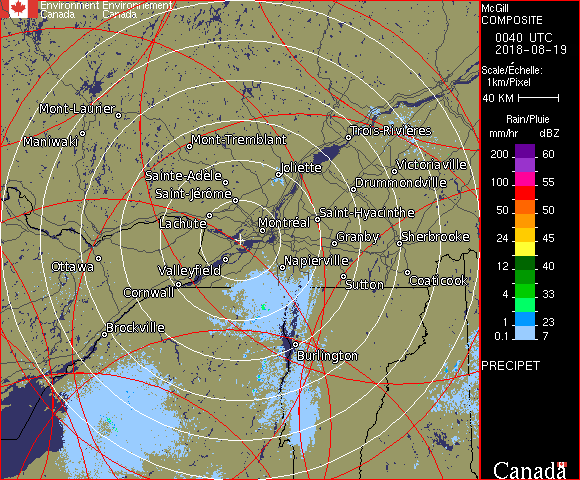 Environment Environnement
Canada Canada
McGill
COMPOSITE
0040 UTC
2018-08-19
Scale/Échelle:
1km/Pixel
40 KM
Rain/Pluie
mm/hr dBZ
200 60
150 57
100 55
50 50
24 45
12 40
4 33
1 23
0.1 7
PRECIPET
Canada
Mont-Laurier
Maniwaki
Mont-Tremblant
Trois-Rivières
Sainte-Adèle
Joliette
Victoriaville
Saint-Jérôme
Drummondville
Lachute
Montréal
Saint-Hyacinthe
Granby
Sherbrooke
Ottawa
Valleyfield
Napierville
Cornwall
Sutton
Coaticook
Brockville
Burlington